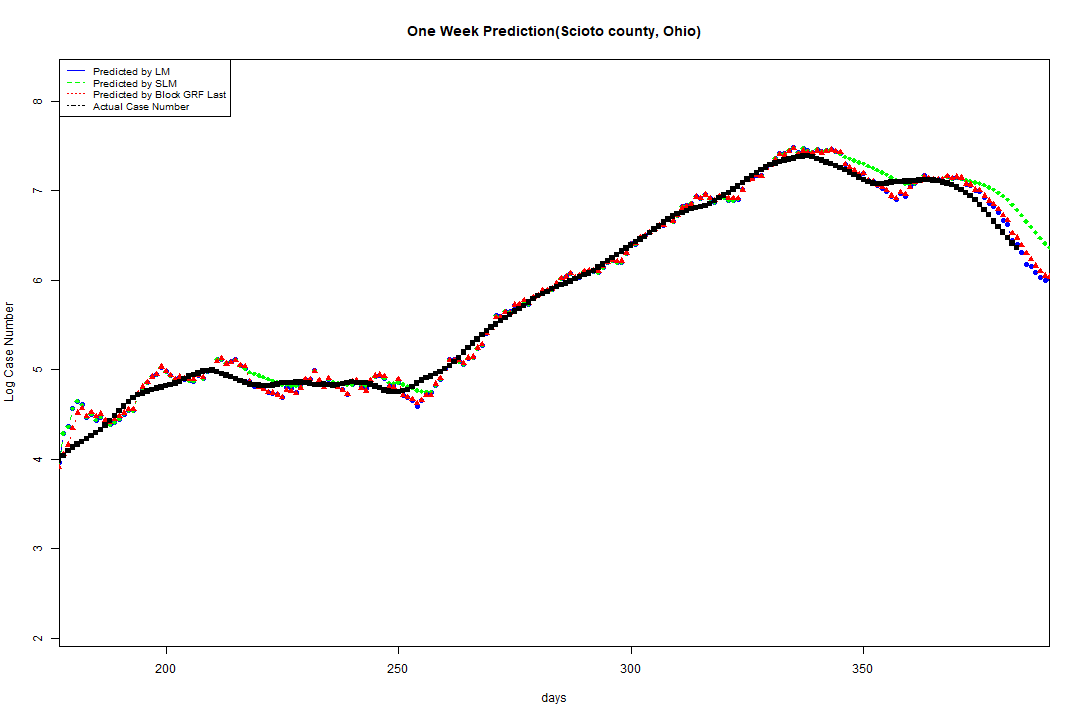 One Week Prediction(Scioto county, Ohio)
Predicted by LM
Predicted by SLM
Predicted by Block GRF Last
Actual Case Number
8
7
6
5
4
3
2
Log Case Number
200 250 300 350
days